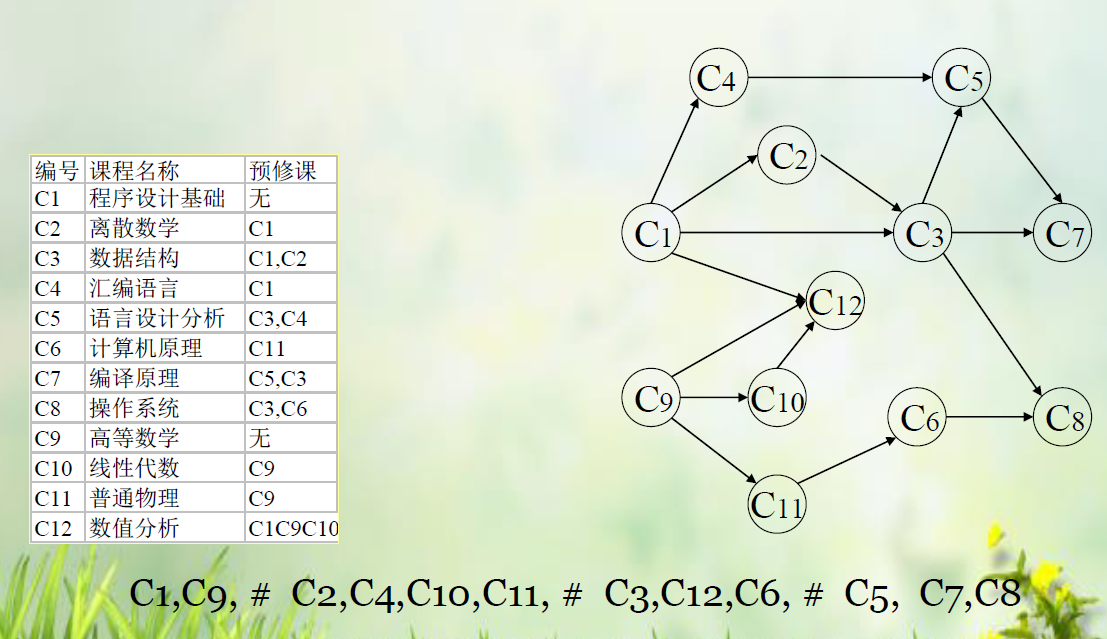 编号 课程名称 预修课
C1 程序设计基础 无
C2 离散数学 C1
C3 数据结构 C1,C2
C4 汇编语言 C1
C5 语言设计分析 C3,C4
C6 计算机原理 C11
C7 编译原理 C5,C3
C8 操作系统 C3,C6
C9 高等数学 无
C10 线性代数 C9
C11 普通物理 C9
C12 数值分析 C1C9C10
C4 C5
C2
C1 C3 C7
C12
C9 C10 C6 C8
C11
C1,C9, # C2,C4,C10,C11, # C3,C12,C6, # C5, C7,C8